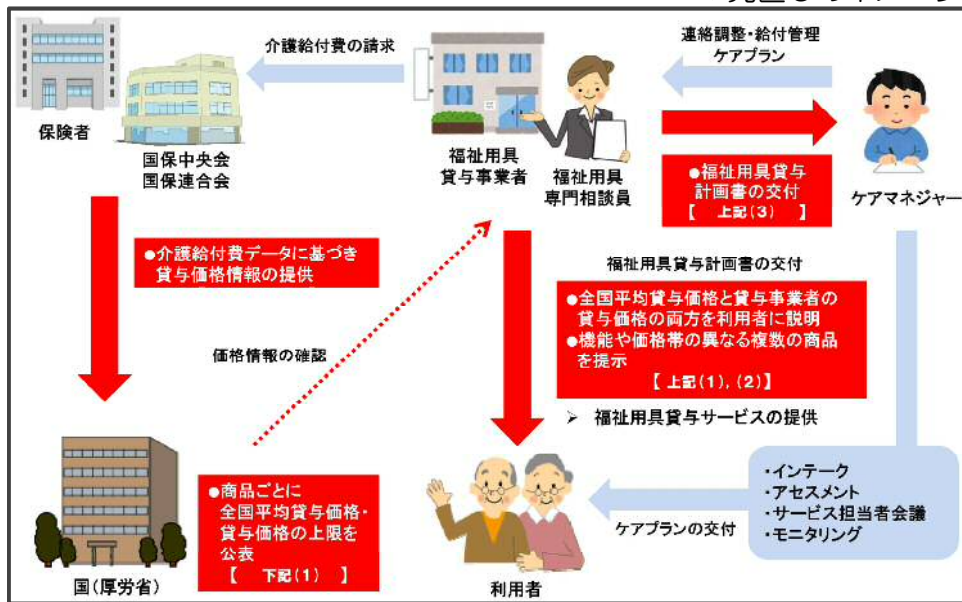 介護給付費の請求
連絡調整・給付管理
ケアプラン
保険者
国保中央会
国保連合会
福祉用具
貸与事業者
福祉用具
専門相談員
●福祉用具貸与
計画書の交付
【 上記(3) 】
ケアマネジャー
●介護給付費データに基づき
貸与価格情報の提供
福祉用具貸与計画書の交付
●全国平均貸与価格と貸与事業者の
貸与価格の両方を利用者に説明
●機能や価格帯の異なる複数の商品
を提示
【 上記(1),(2)】
価格情報の確認
➢ 福祉用具貸与サービスの提供
●商品ごとに
全国平均貸与価格・
貸与価格の上限を
公表
【 下記(1) 】
・インテーク
・アセスメント
・サービス担当者会議
・モニタリング
ケアプランの交付
国(厚労省)
利用者